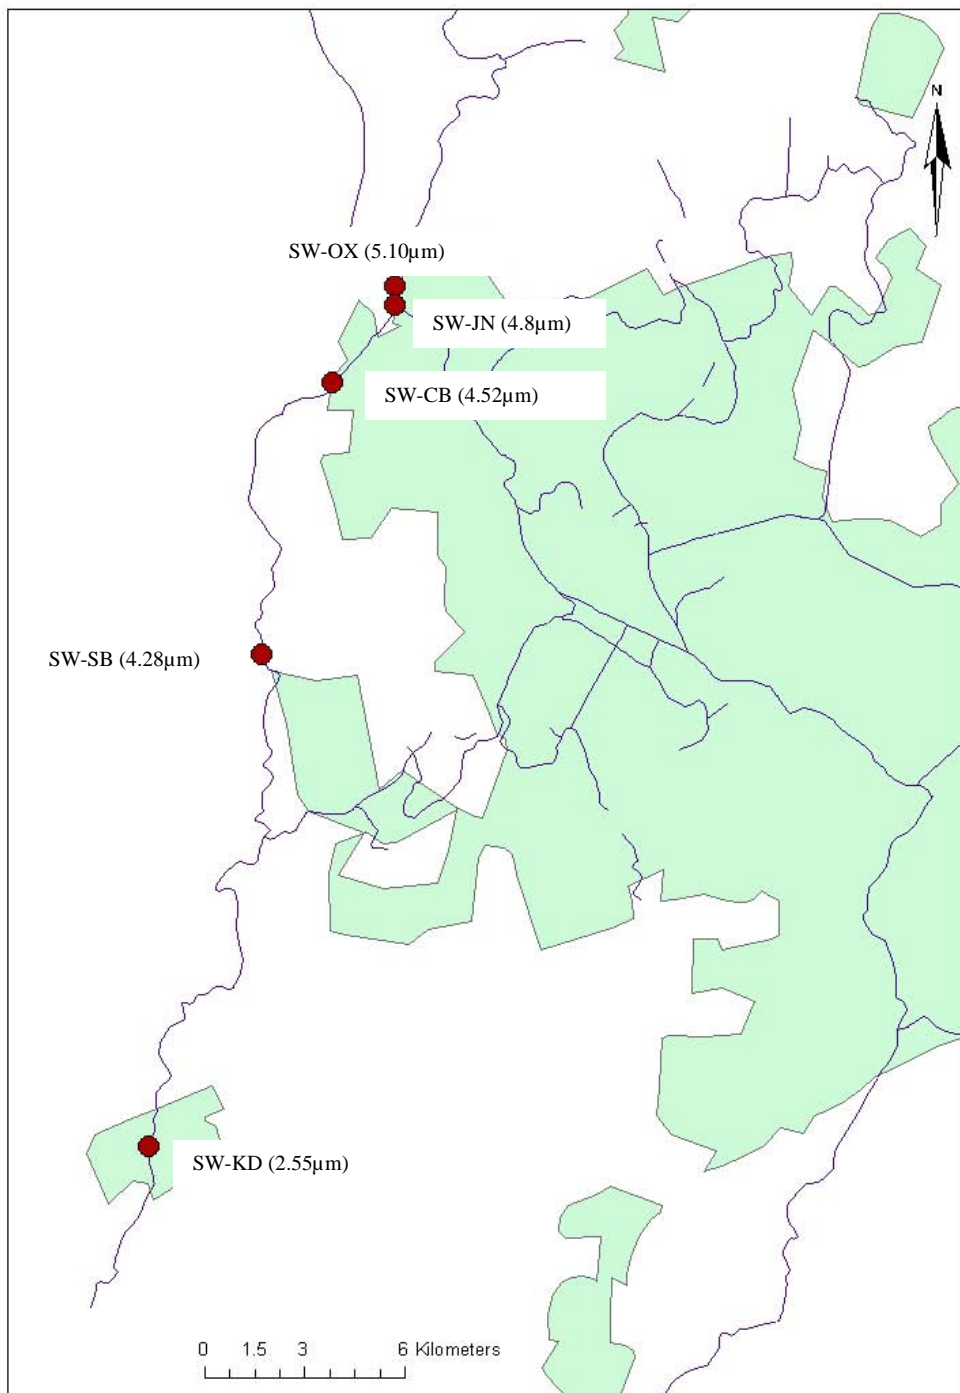 N
SW-OX (5.10µm)
SW-JN (4.8µm)
SW-CB (4.52µm)
SW-SB (4.28µm)
SW-KD (2.55µm)
0 1.5 3 6 Kilometers